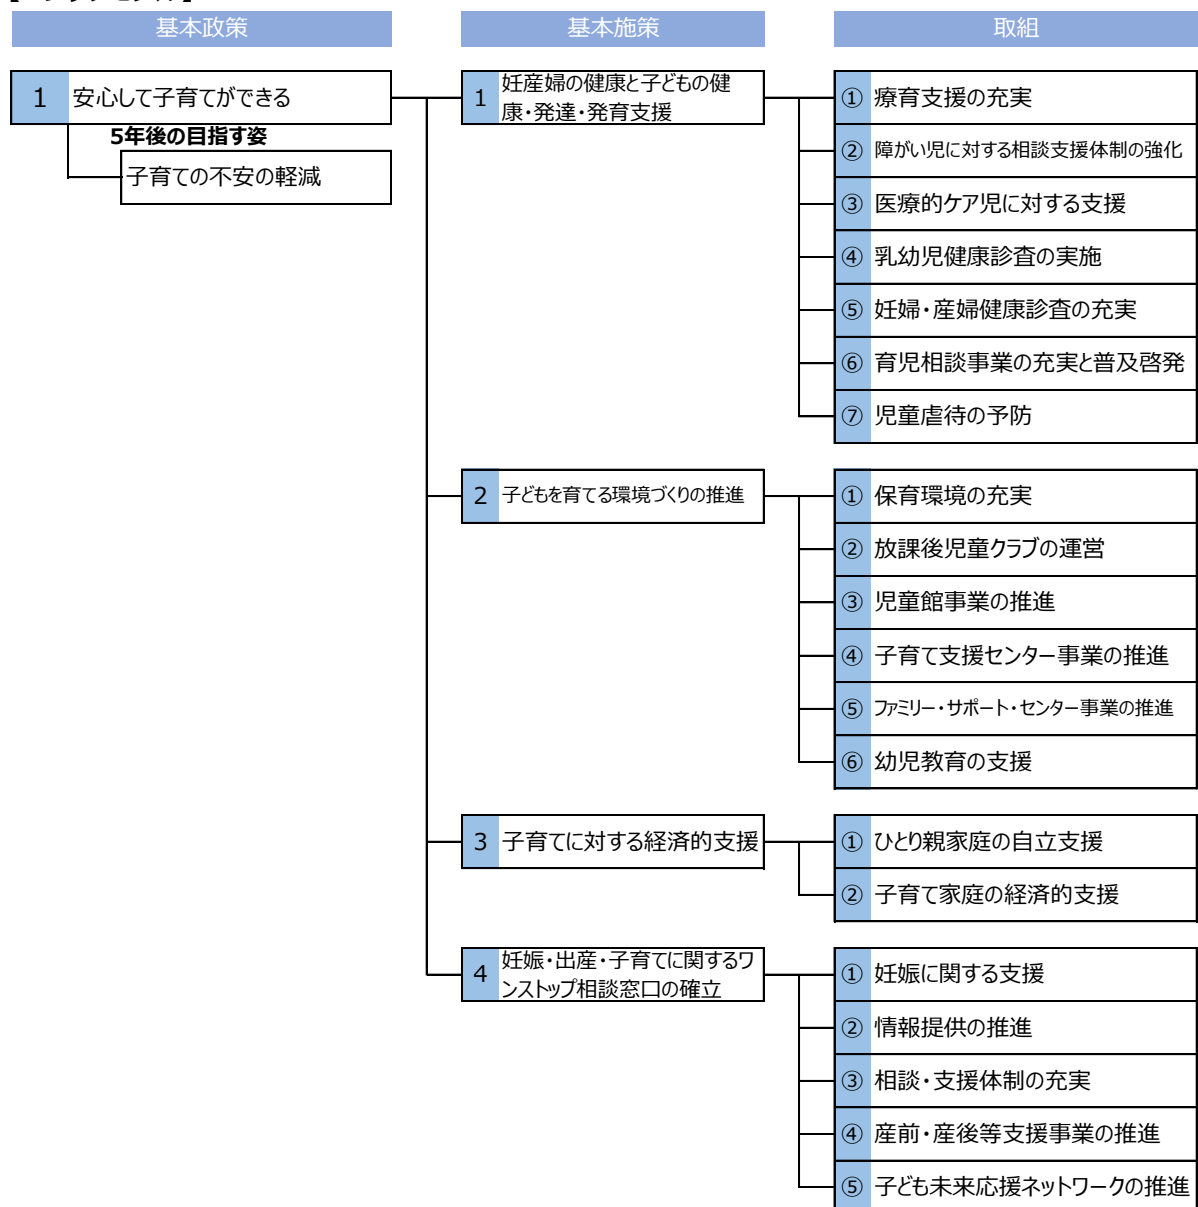 基本政策 基本施策 取組
1 安心して子育てができる
5年後の目指す姿
子育ての不安の軽減
1 妊産婦の健康と子どもの健
康・発達・発育支援
① 療育支援の充実
② 障がい児に対する相談支援体制の強化
③ 医療的ケア児に対する支援
④ 乳幼児健康診査の実施
⑤ 妊婦・産婦健康診査の充実
⑥ 育児相談事業の充実と普及啓発
⑦ 児童虐待の予防
2 子どもを育てる環境づくりの推進
① 保育環境の充実
② 放課後児童クラブの運営
③ 児童館事業の推進
④ 子育て支援センター事業の推進
⑤ ファミリー・サポート・センター事業の推進
⑥ 幼児教育の支援
3 子育てに対する経済的支援
① ひとり親家庭の自立支援
② 子育て家庭の経済的支援
4 妊娠・出産・子育てに関するワ
ンストップ相談窓口の確立
① 妊娠に関する支援
② 情報提供の推進
③ 相談・支援体制の充実
④ 産前・産後等支援事業の推進
⑤ 子ども未来応援ネットワークの推進